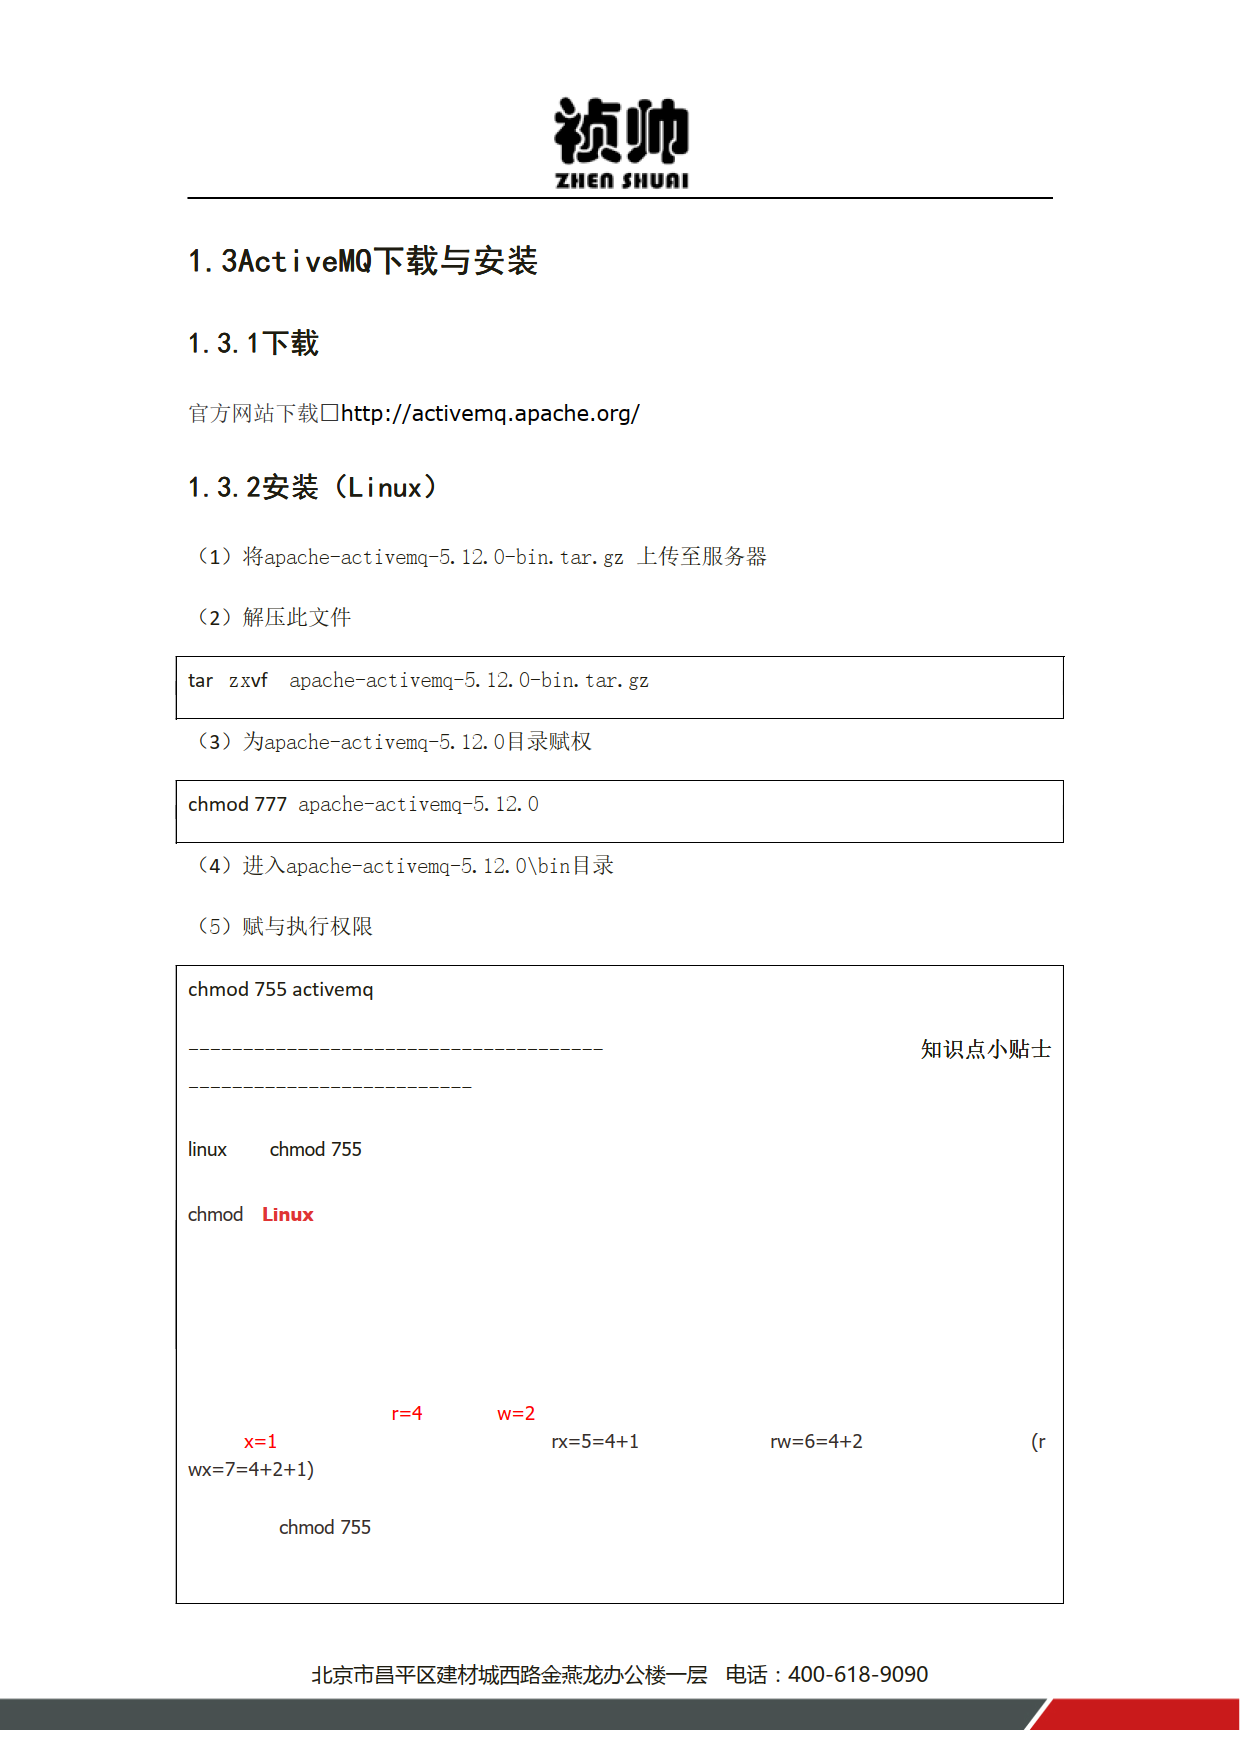 祯帅
ZHEN SHUAI
1.3ActiveMQ下载与安装
1.3.1下载
官方网站下载□http://activemq.apache.org/
1.3.2安装（Linux）
（1）将apache-activemq-5.12.0-bin.tar.gz 上传至服务器
（2）解压此文件
tar zxvf apache-activemq-5.12.0-bin.tar.gz
（3）为apache-activemq-5.12.0目录赋权
chmod 777 apache-activemq-5.12.0
（4）进入apache-activemq-5.12.0\bin目录
（5）赋与执行权限
chmod 755 activemq
-------------------------------------- 知识点小贴士
--------------------------
linux chmod 755
chmod Linux
r=4 w=2
x=1 rx=5=4+1 rw=6=4+2 (r
wx=7=4+2+1)
chmod 755
北京市昌平区建材城西路金燕龙办公楼一层 电话：400-618-9090